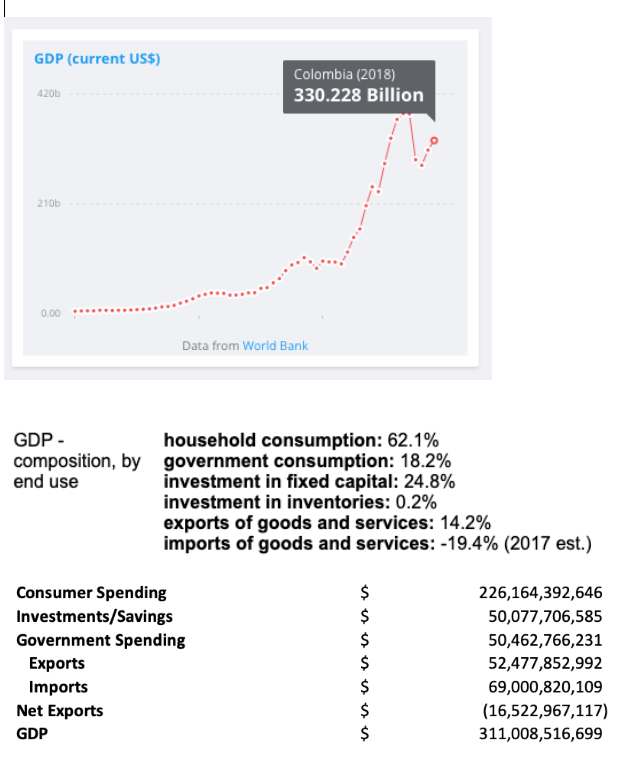 GDP (current US$)
Colombia (2018)
330.228 Billion
420b
210b
0.00
Data from World Bank
GDP - household consumption: 62.1%
composition, by government consumption: 18.2%
end use investment in fixed capital: 24.8%
investment in inventories: 0.2%
exports of goods and services: 14.2%
imports of goods and services: -19.4% (2017 est.)
Consumer Spending $ 226,164,392,646
Investments/Savings $ 50,077,706,585
Government Spending $ 50,462,766,231
Exports $ 52,477,852,992
Imports $ 69,000,820,109
Net Exports $ (16,522,967,117)
GDP $ 311,008,516,699